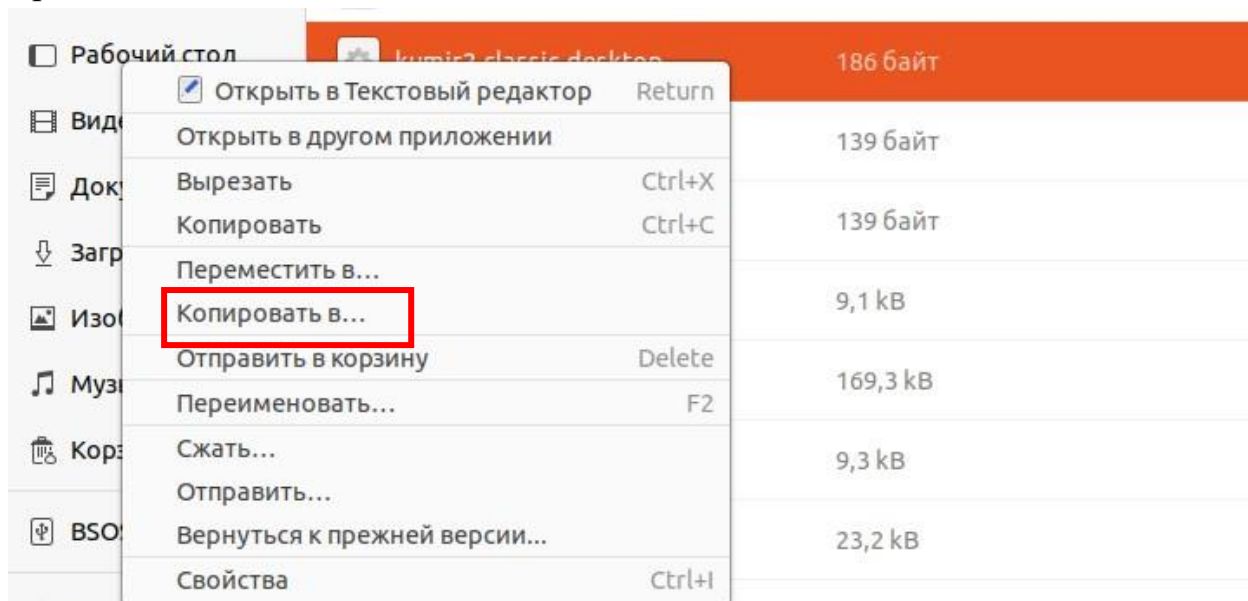 Рабочий стол
kumir2-classic.desktop
186 байт
Открыть в Текстовый редактор Return
Открыть в другом приложении
139 байт
Вырезать Ctrl+X
Копировать Ctrl+C
139 байт
Переместить в...
Копировать в...
9,1 kB
Отправить в корзину Delete
169,3 kB
Переименовать... F2
Сжать...
9,3 kB
Отправить...
BSO
Вернуться к прежней версии...
23,2 kB
Свойства Ctrl+I